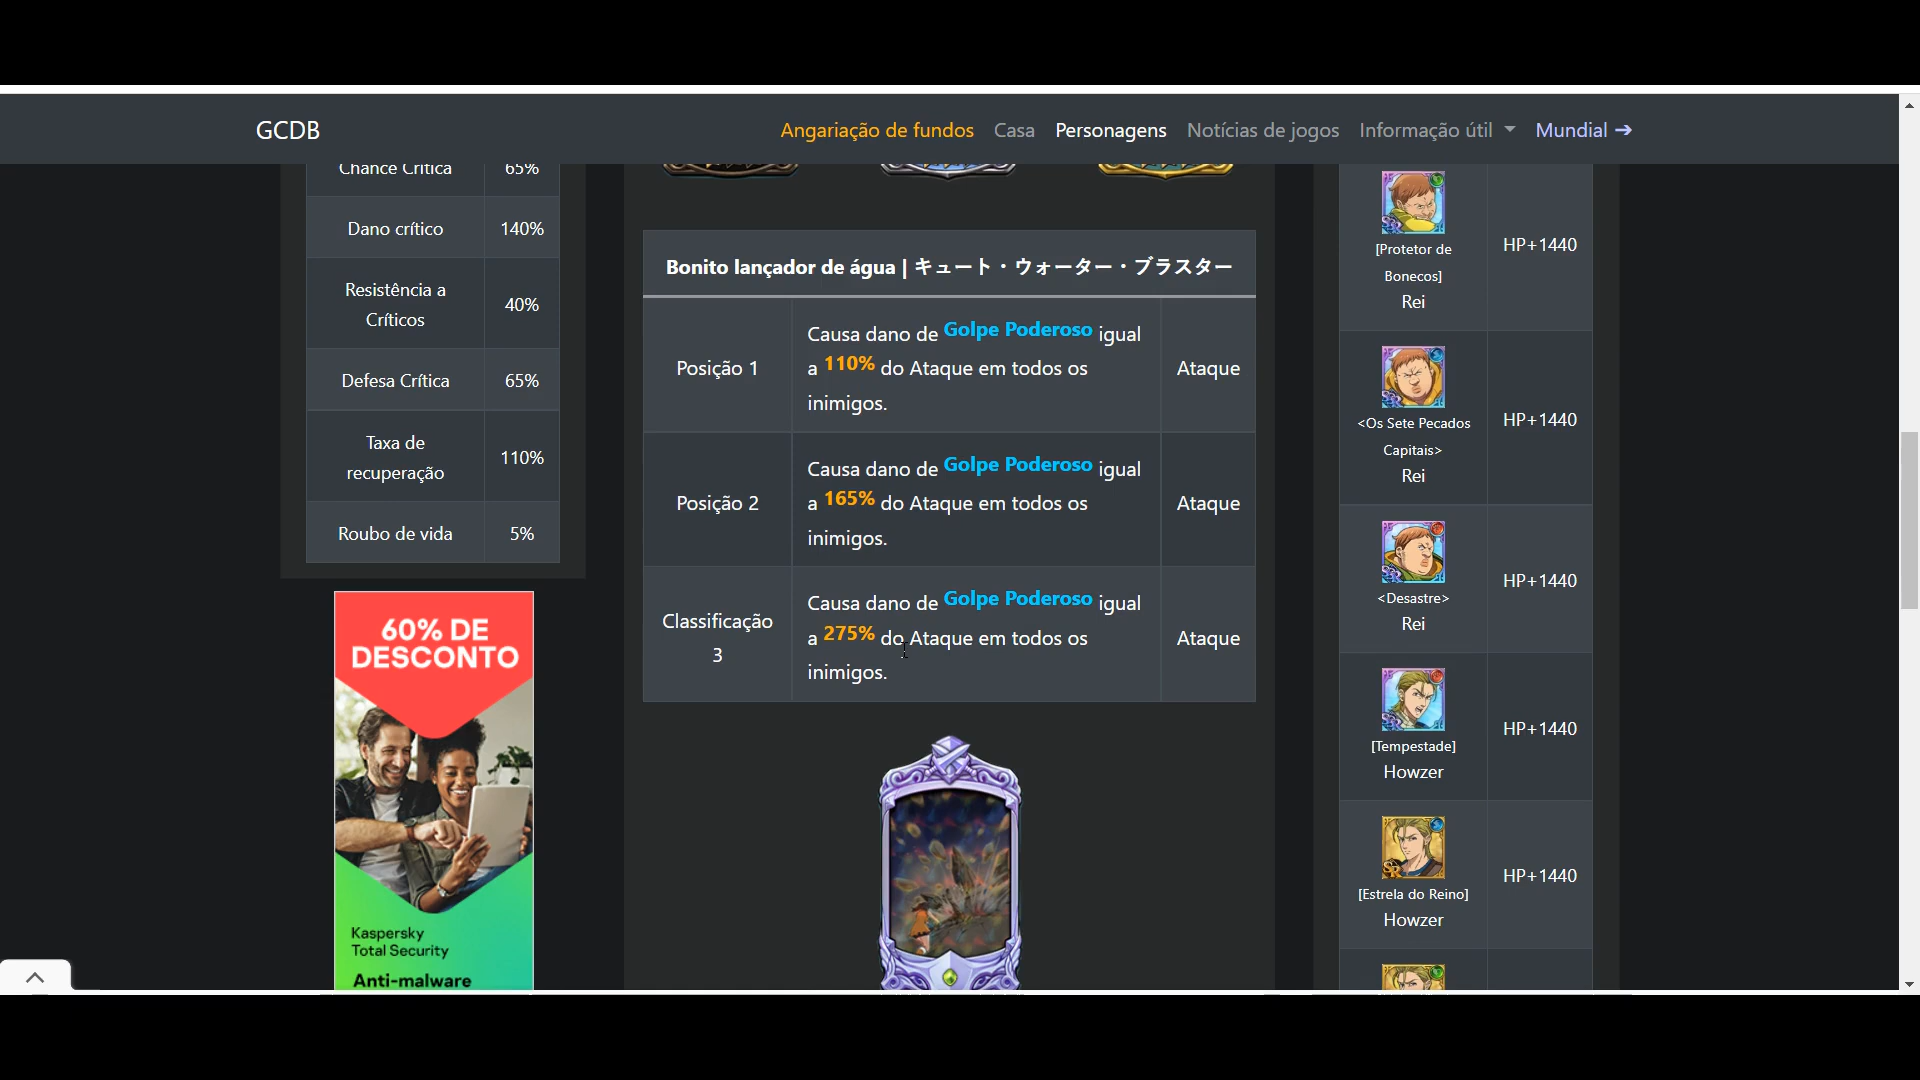 GCDB
Angariação de fundos
Casa
Personagens
Notícias de jogos
Informação útil
Mundial →
Chance Crítica
65%
Dano crítico
140%
Resistência a
Críticos
40%
Defesa Crítica
65%
Taxa de
recuperação
110%
Roubo de vida
5%
60% DE
DESCONTO
Kaspersky
Total Security
Anti-malware
Bonito lançador de água | キュート・ウォーター・ブラスター
Posição 1
Causa dano de Golpe Poderoso igual
a 110% do Ataque em todos os
inimigos.
Ataque
Posição 2
Causa dano de Golpe Poderoso igual
a 165% do Ataque em todos os
inimigos.
Ataque
Classificação
3
Causa dano de Golpe Poderoso igual
a 275% do Ataque em todos os
inimigos.
Ataque
SR
[Protetor de
Bonecos]
Rei
HP+1440
SR
<Os Sete Pecados
Capitais>
Rei
HP+1440
SR
<Desastre>
Rei
HP+1440
SR
[Tempestade]
Howzer
HP+1440
SR
[Estrela do Reino]
Howzer
HP+1440